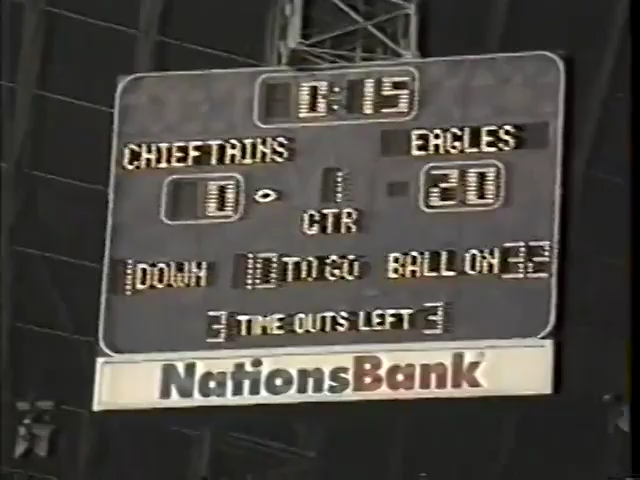 0:15
CHIEFTAINS EAGLES
0 1 20
QTR
1 DOWN 10 TO GO BALL ON 32
3 TIME OUTS LEFT 3
NationsBank